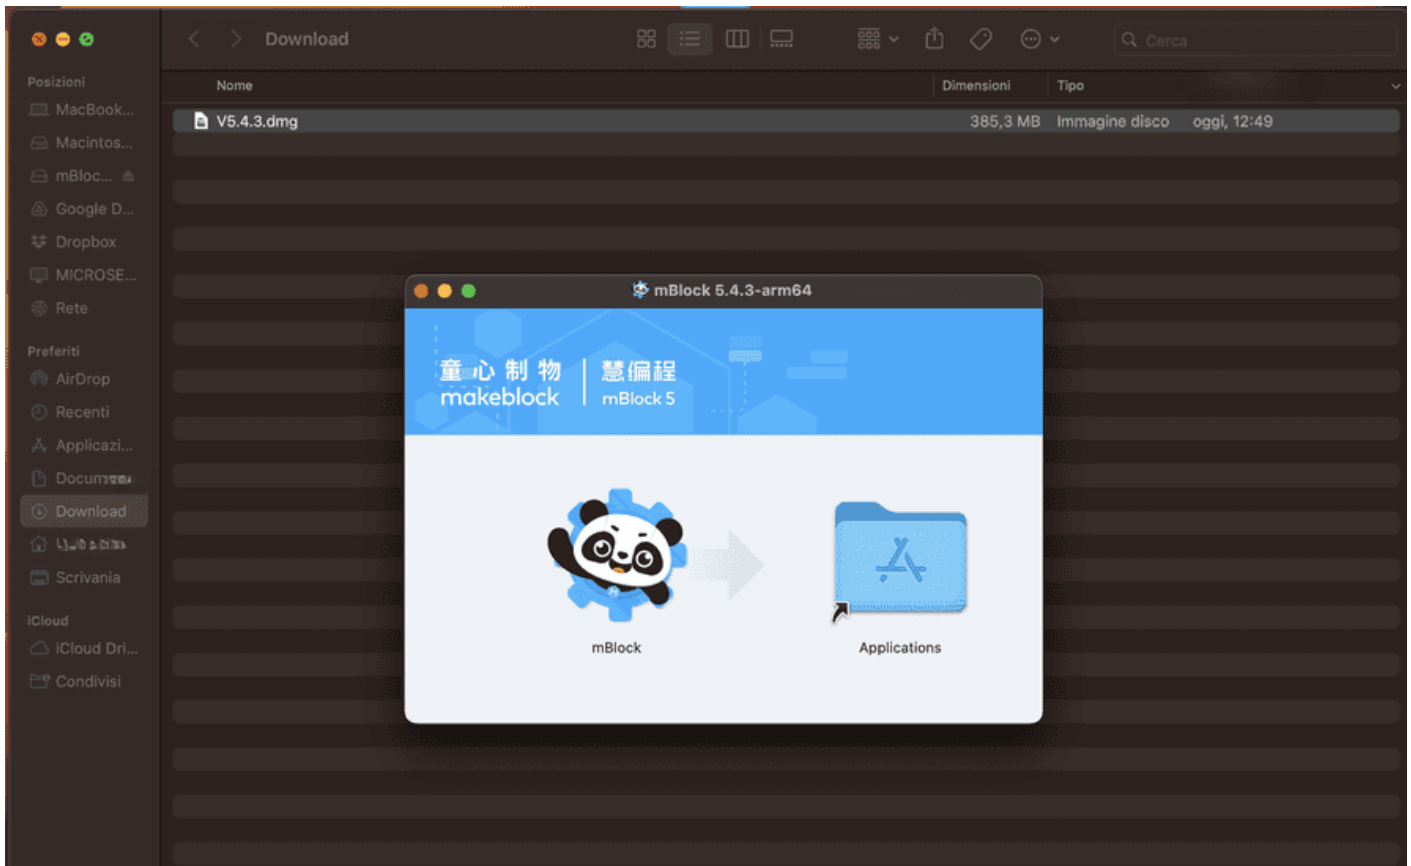 Download
Cerca
Posizioni
MacBook...
Macintos...
mBloc...
Google D...
Dropbox
MICROSE...
Rete
Preferiti
AirDrop
Recenti
Applicazi...
Download
Scrivania
iCloud
iCloud Dri...
Condivisi
Nome Dimensioni Tipo
V5.4.3.dmg 385,3 MB Immagine disco oggi, 12:49
mBlock 5.4.3-arm64
童心制物 慧编程
makeblock mBlock 5
mBlock Applications